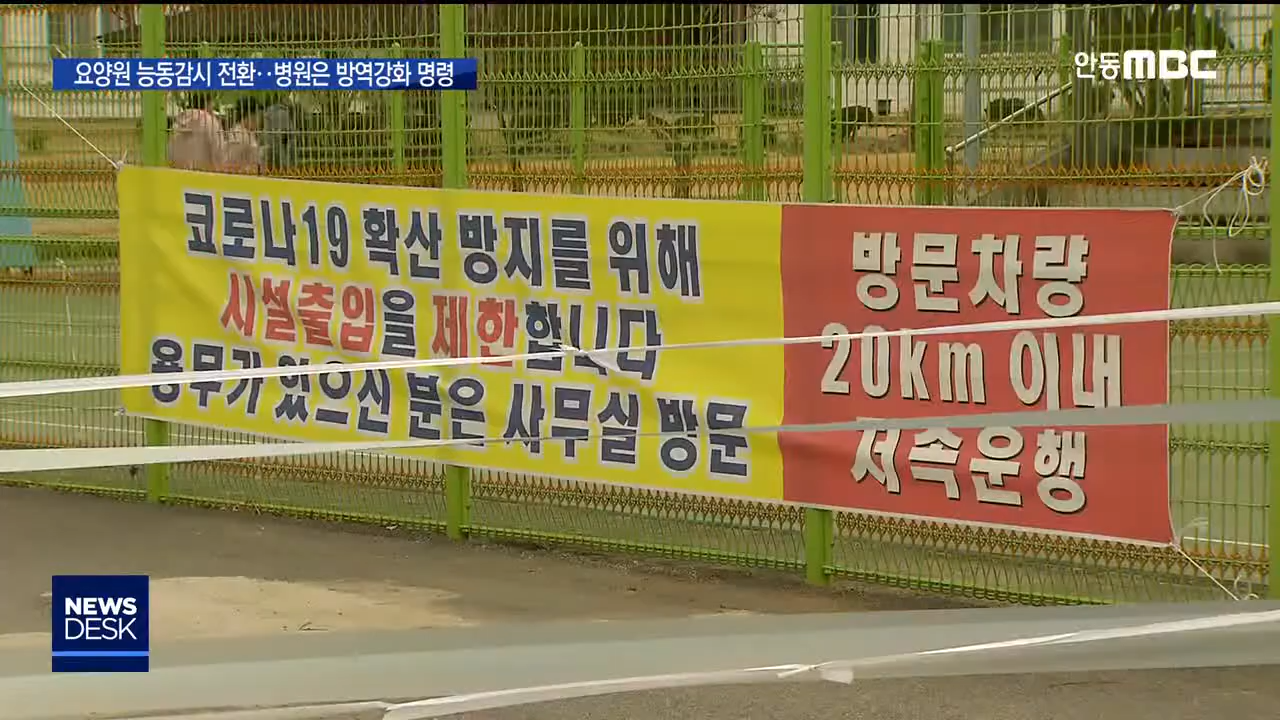 요양원 능동감시 전환‥병원은 방역강화 명령
안동MBC
코로나19 확산 방지를 위해
시설출입을 제한합니다
용무가 있으신 분은 사무실 방문
방문차량
20km 이내
저속운행
NEWS
DESK